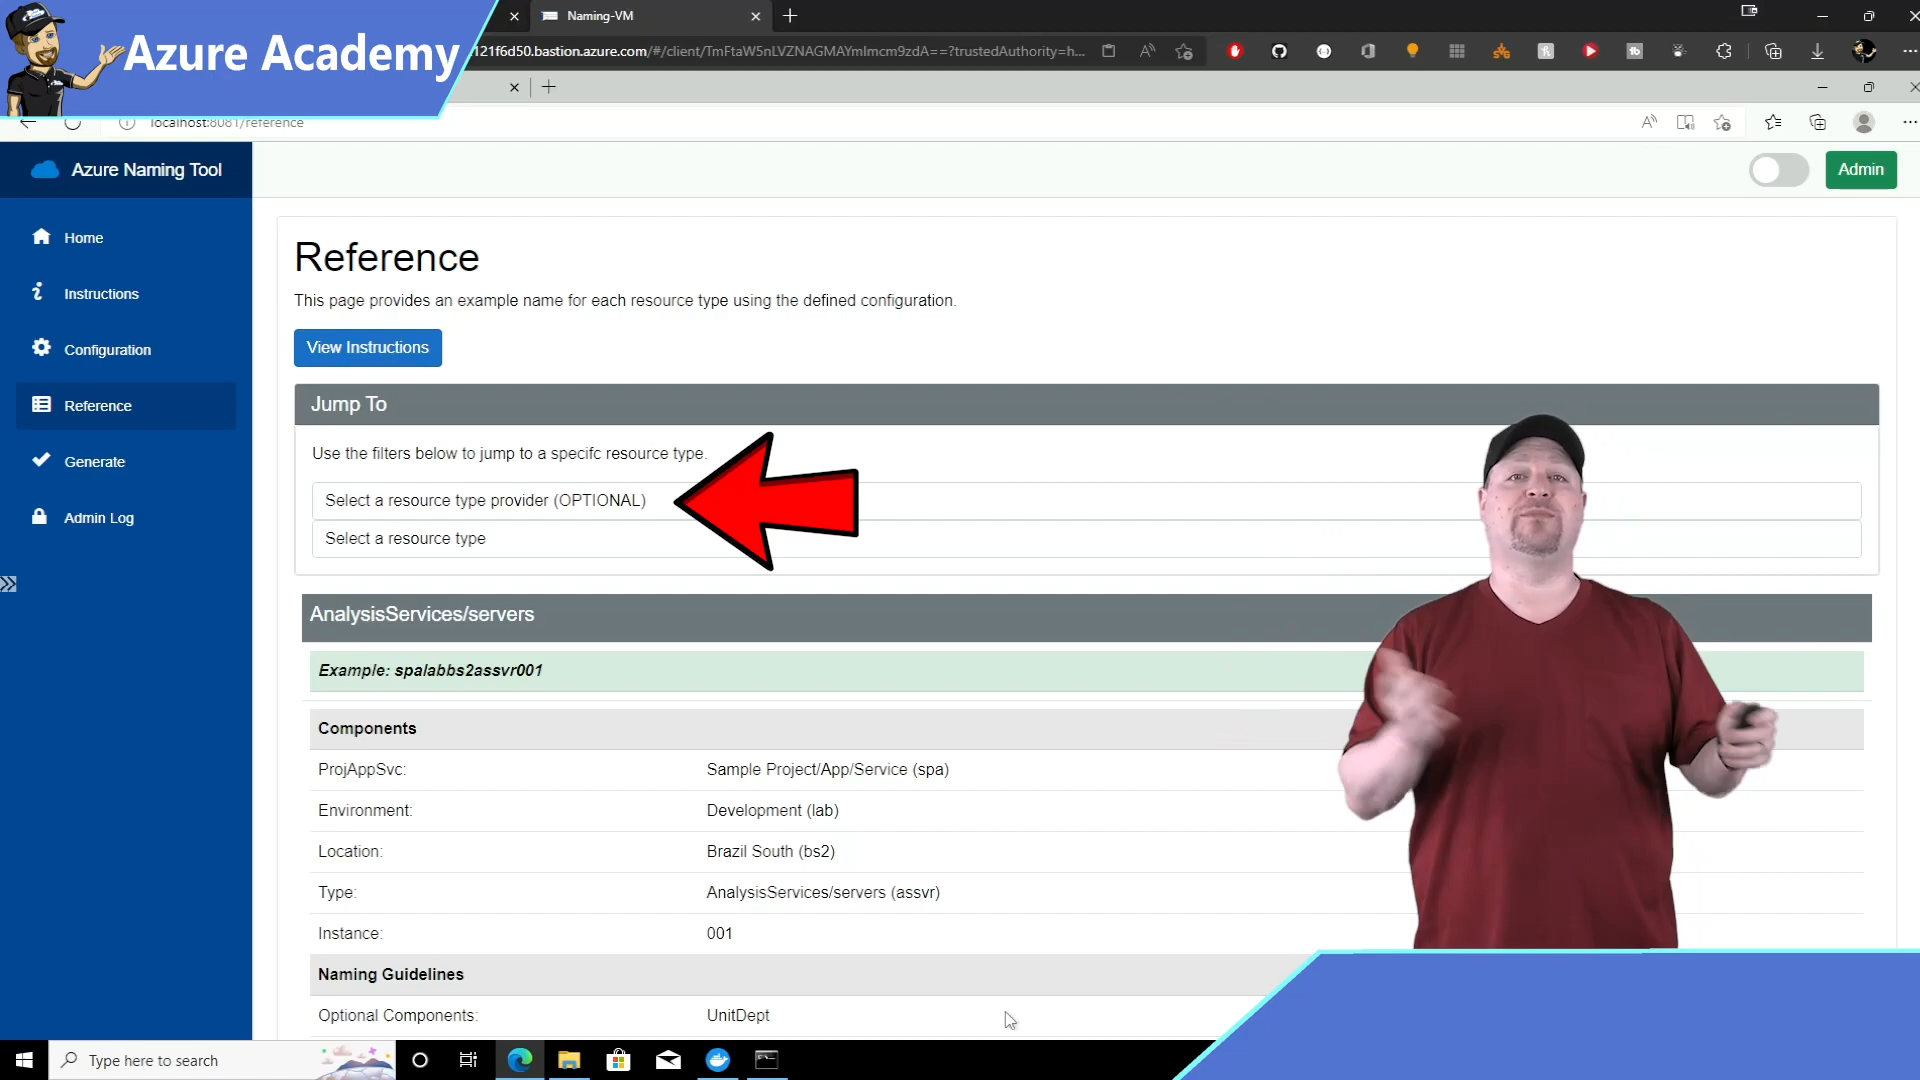 Azure Academy
Naming-VM
121f6d50.bastion.azure.com/#/client/TmFtaW5nLVZNAGMAYmlmcm9zdA==?trustedAuthority=h...
localhost:8081/reference
Azure Naming Tool
Admin
Home
Instructions
Configuration
Reference
Generate
Admin Log
Reference
This page provides an example name for each resource type using the defined configuration.
View Instructions
Jump To
Use the filters below to jump to a specifc resource type.
Select a resource type provider (OPTIONAL)
Select a resource type
AnalysisServices/servers
Example: spalabbs2assvr001
Components
ProjAppSvc: Sample Project/App/Service (spa)
Environment: Development (lab)
Location: Brazil South (bs2)
Type: AnalysisServices/servers (assvr)
Instance: 001
Naming Guidelines
Optional Components: UnitDept
Type here to search